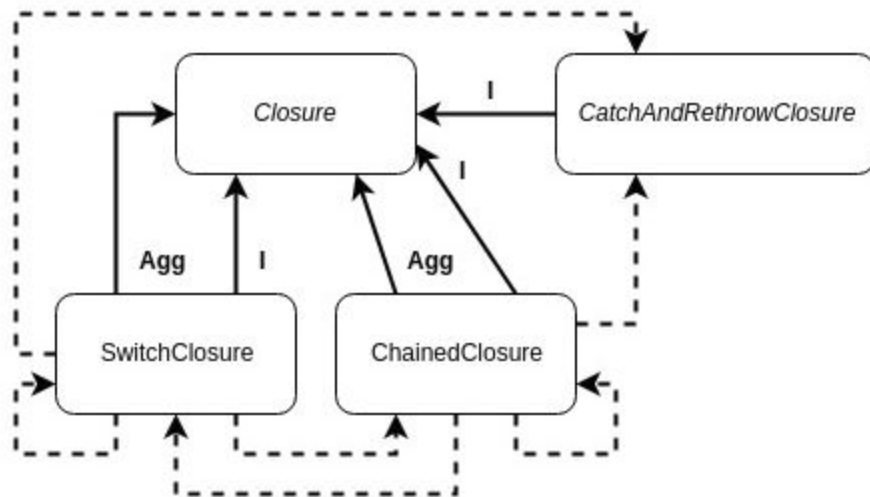 I
Closure
CatchAndRethrowClosure
I
Agg
I
Agg
SwitchClosure
ChainedClosure